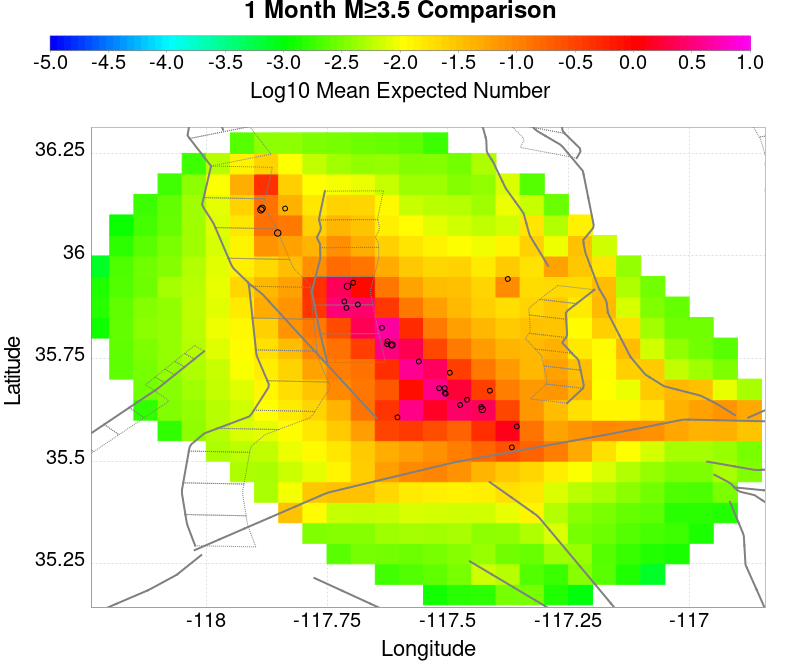 1 Month M≥3.5 Comparison
-5.0 -4.5 -4.0 -3.5 -3.0 -2.5 -2.0 -1.5 -1.0 -0.5 0.0 0.5 1.0
Log10 Mean Expected Number
36.25
36
35.75
35.5
35.25
Latitude
-118 -117.75 -117.5 -117.25 -117
Longitude